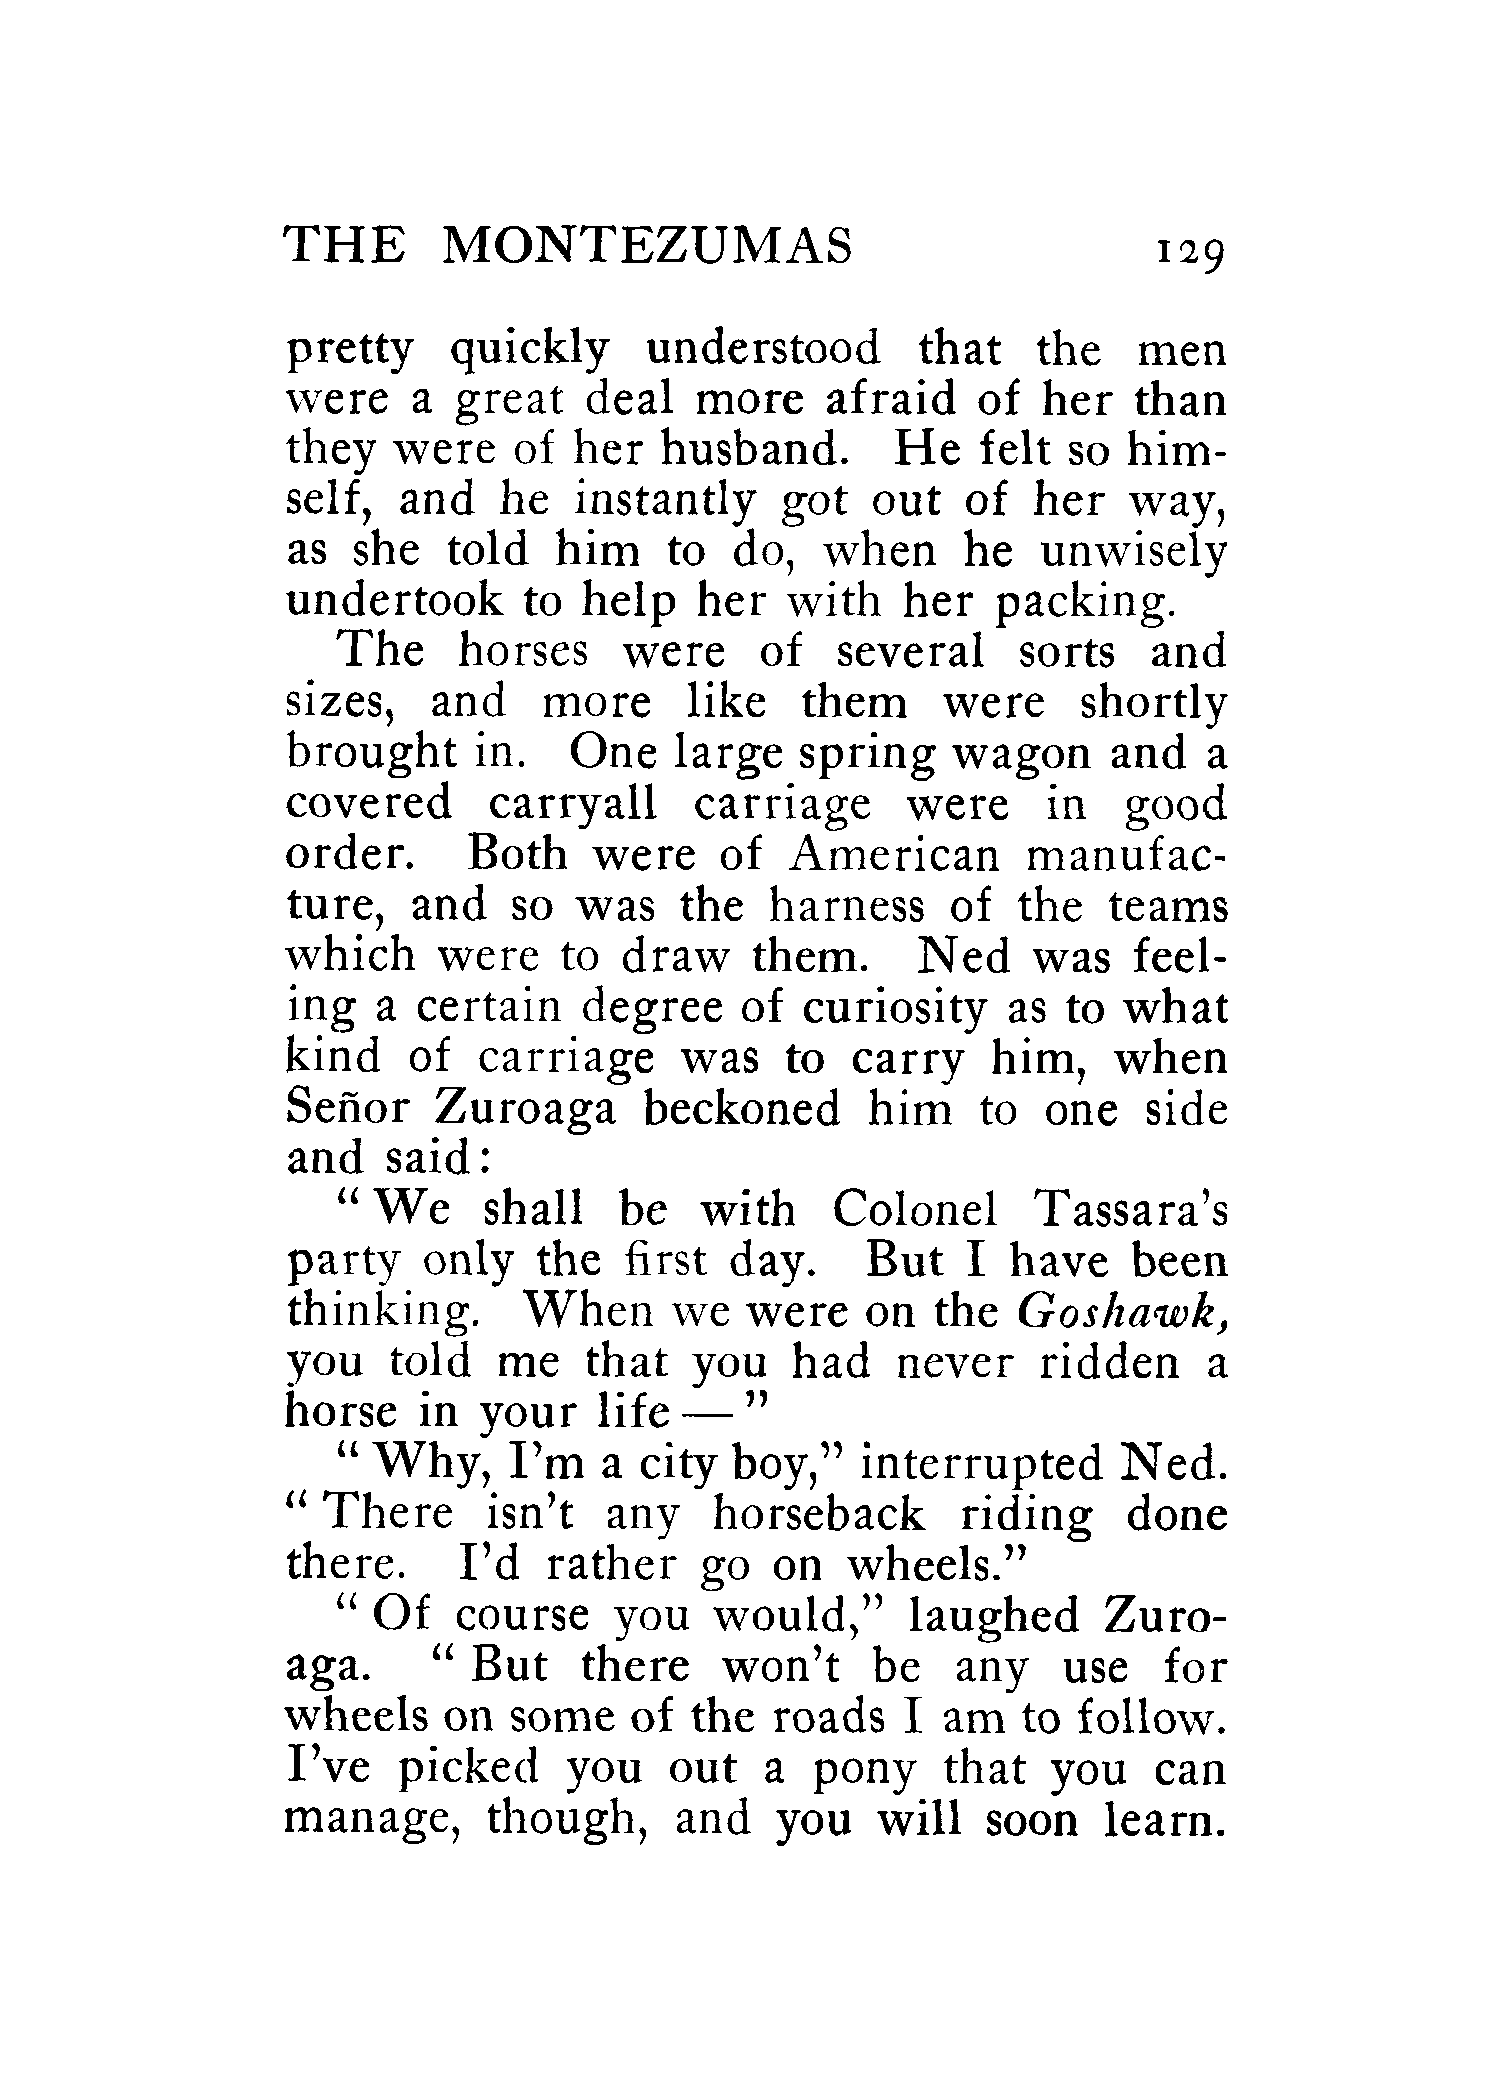 THE MONTEZUMAS 129
pretty quickly understood that the men
were a great deal more afraid of her than
they were of her husband. He felt so him-
self, and he instantly got out of her way,
as she told him to do, when he unwisely
undertook to help her with her packing.
The horses were of several sorts and
sizes, and more like them were shortly
brought in. One large spring wagon and a
covered carryall carriage were in good
order. Both were of American manufac-
ture, and so was the harness of the teams
which were to draw them. Ned was feel-
ing a certain degree of curiosity as to what
kind of carriage was to carry him, when
Señor Zuroaga beckoned him to one side
and said:
“We shall be with Colonel Tassara’s
party only the first day. But I have been
thinking. When we were on the Goshawk,
you told me that you had never ridden a
horse in your life—”
“Why, I’m a city boy,” interrupted Ned.
“There isn’t any horseback riding done
there. I’d rather go on wheels.”
“Of course you would,” laughed Zuro-
aga. “But there won’t be any use for
wheels on some of the roads I am to follow.
I’ve picked you out a pony that you can
manage, though, and you will soon learn.